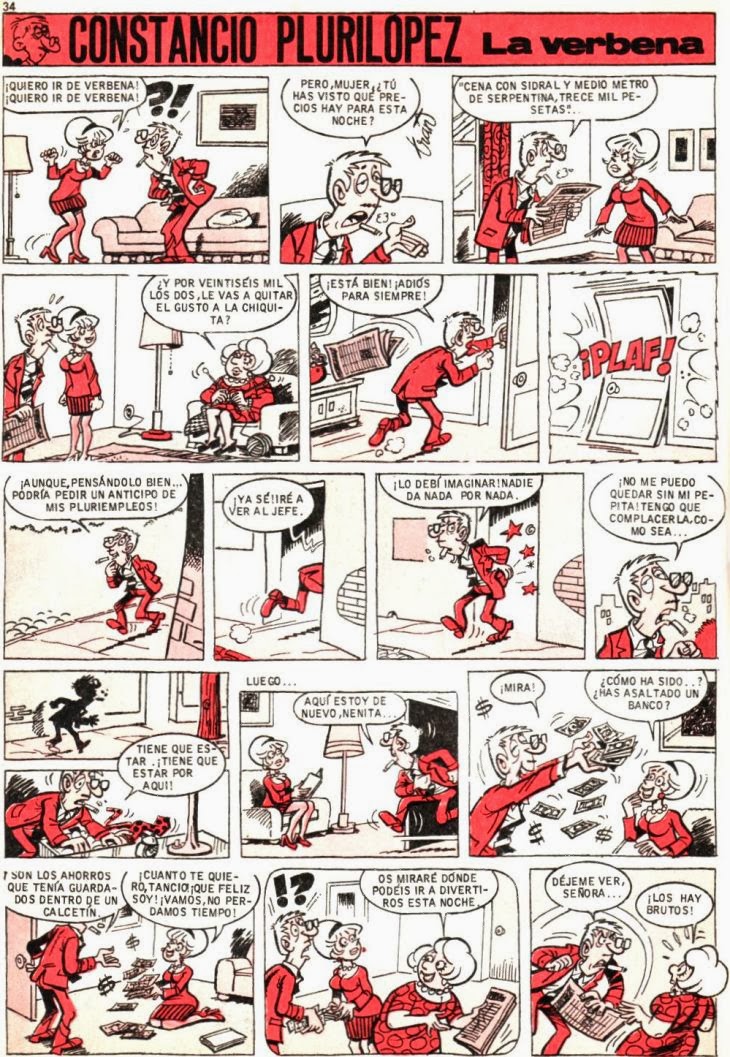 34
CONSTANCIO PLURILOPEZ La verbena
¡QUIERO IR DE VERBENA!
¡QUIERO IR DE VERBENA!
?!
PERO, MUJER, ¿TÚ
HAS VISTO QUÉ PRE-
CIOS HAY PARA ESTA
NOCHE?
"CENA CON SIDRAL Y MEDIO METRO
DE SERPENTINA, TRECE MIL PE-
SETAS"...
¿Y POR VEINTISÉIS MIL
LOS DOS, LE VAS A QUITAR
EL GUSTO A LA CHIQUI-
TA?
¡ESTÁ BIEN! ¡ADIÓS
PARA SIEMPRE!
¡PLAF!
¡AUNQUE, PENSÁNDOLO BIEN...
PODRÍA PEDIR UN ANTICIPO DE
MIS PLURIEMPLEOS!
¡YA SÉ! IRÉ A
VER AL JEFE.
¡LO DEBÍ IMAGINAR! NADIE
DA NADA POR NADA.
¡NO ME PUEDO
QUEDAR SIN MI PE-
PITA! TENGO QUE
COMPLACERLA, CO-
MO SEA...
TIENE QUE ES-
TAR. ¡TIENE QUE
ESTAR POR
AQUI!
LUEGO...
AQUÍ ESTOY DE
NUEVO, NENITA...
¡MIRA!
$
$
$
$
¿CÓMO HA SIDO..?
¿HAS ASALTADO UN
BANCO?
SON LOS AHORROS
QUE TENÍA GUARDA-
DOS DENTRO DE UN
CALCETÍN.
¡CUANTO TE QUIE-
RO, TANCIO! ¡QUE FELIZ
SOY! ¡VAMOS, NO PER-
DAMOS TIEMPO!
!?
OS MIRARÉ DÓNDE
PODÉIS IR A DIVERTI-
ROS ESTA NOCHE.
DÉJEME VER,
SEÑORA...
¡LOS HAY
BRUTOS!